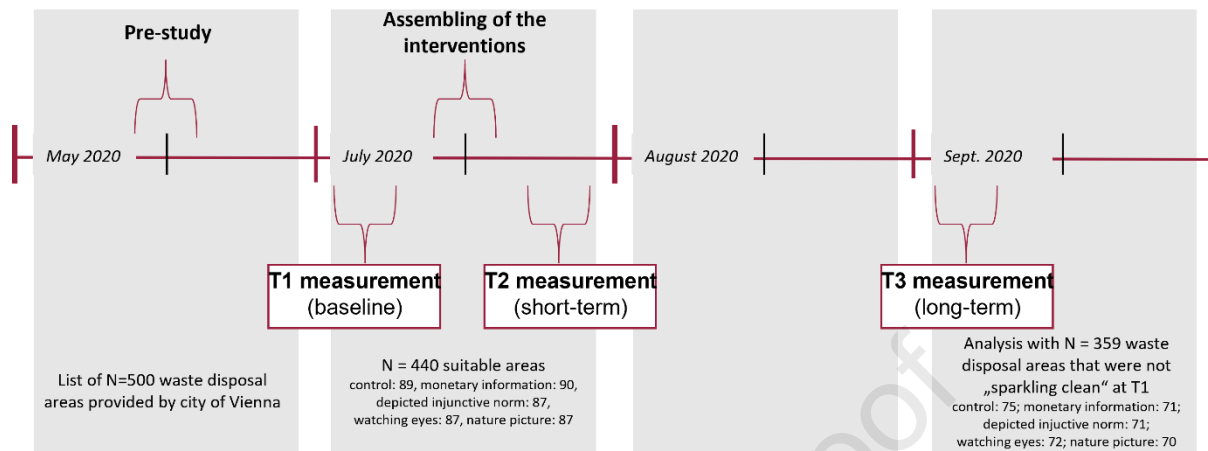 Pre-study
Assembling of the
interventions
May 2020
July 2020
August 2020
Sept. 2020
T1 measurement
(baseline)
T2 measurement
(short-term)
T3 measurement
(long-term)
List of N=500 waste disposal
areas provided by city of Vienna
N = 440 suitable areas
control: 89, monetary information: 90,
depicted injunctive norm: 87,
watching eyes: 87, nature picture: 87
Analysis with N = 359 waste
disposal areas that were not
„sparkling clean“ at T1
control: 75; monetary information: 71;
depicted injuctive norm: 71;
watching eyes: 72; nature picture: 70
oof